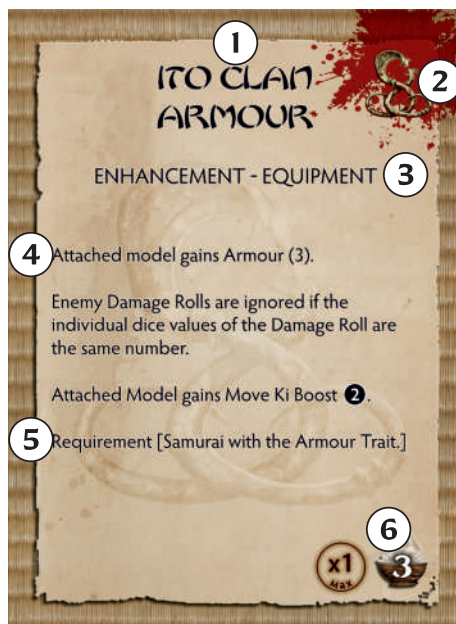 1
ITO CLAN
ARMOUR
2
ENHANCEMENT - EQUIPMENT 3
4 Attached model gains Armour (3).
Enemy Damage Rolls are ignored if the
individual dice values of the Damage Roll are
the same number.
Attached Model gains Move Ki Boost 2.
5 Requirement [Samurai with the Armour Trait.]
6
x1 3
MAX